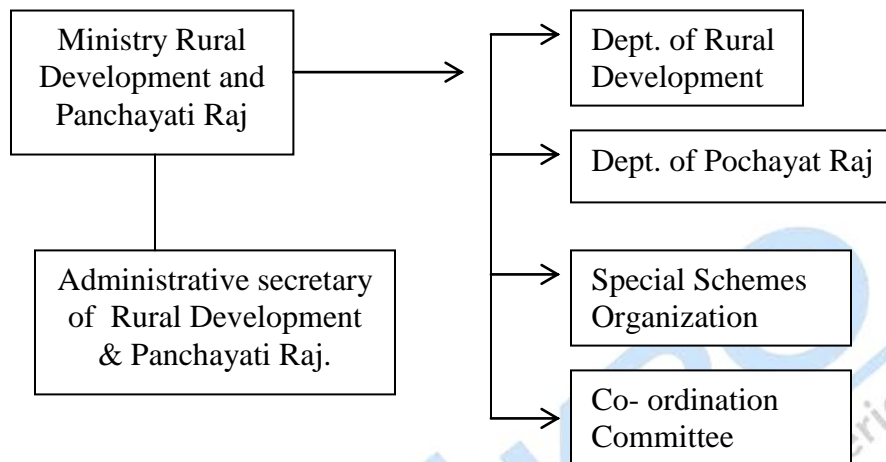 Ministry Rural
Development and
Panchayati Raj
Administrative secretary
of Rural Development
& Panchayati Raj.
Dept. of Rural
Development
Dept. of Pochayat Raj
Special Schemes
Organization
Co- ordination
Committee